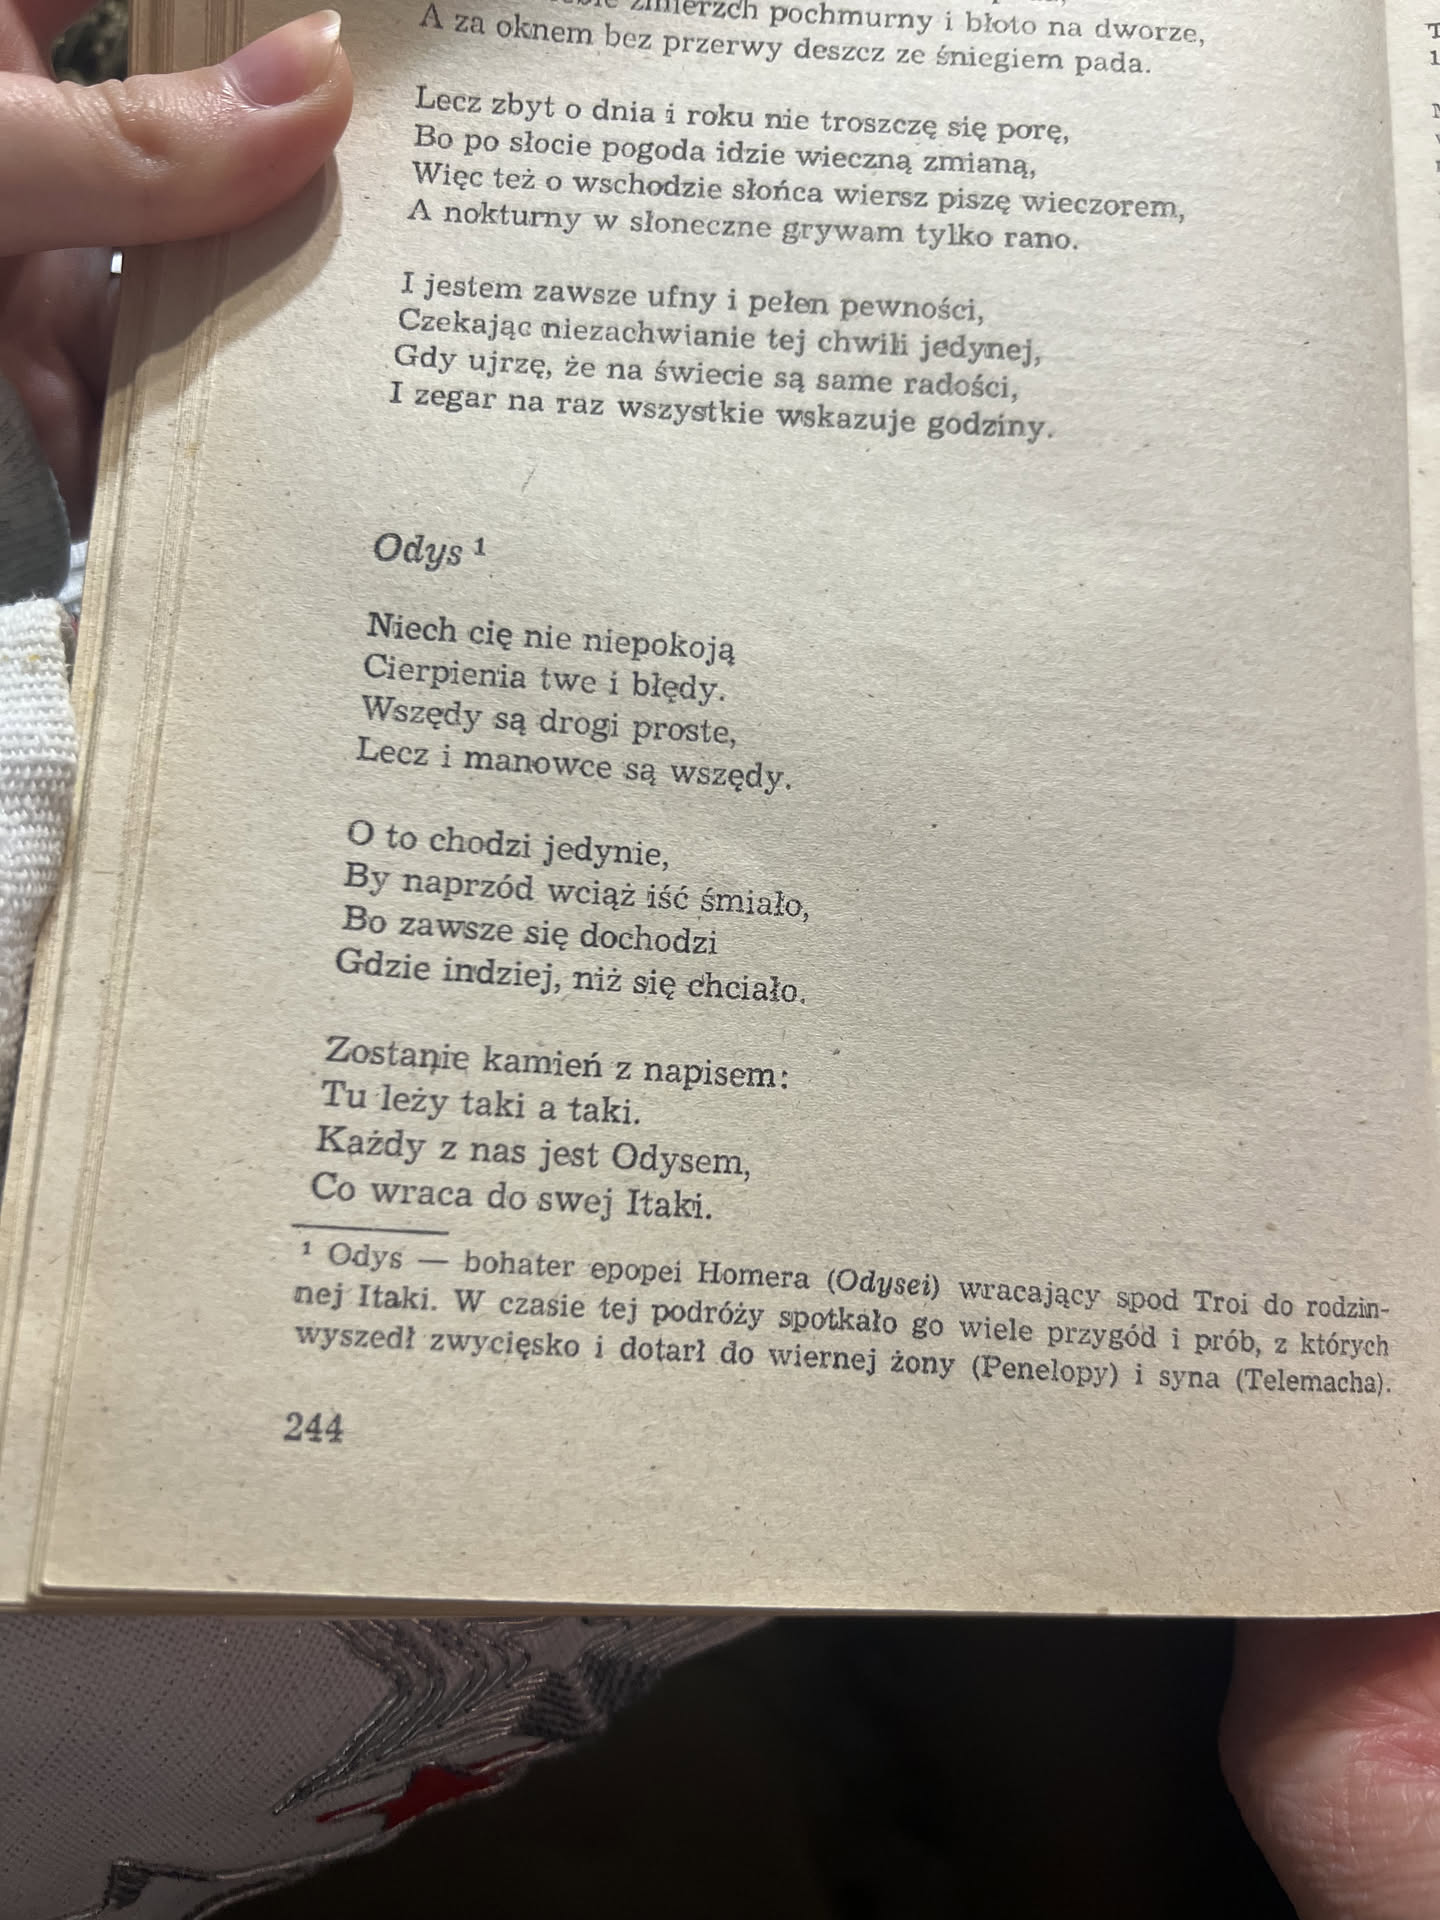 zmierzch pochmurny i błoto na dworze,
A za oknem bez przerwy deszcz ze śniegiem pada.
Lecz zbyt o dnia i roku nie troszczę się porę,
Bo po słocie pogoda idzie wieczną zmianą,
Więc też o wschodzie słońca wiersz piszę wieczorem,
A nokturny w słoneczne grywam tylko rano.
I jestem zawsze ufny i pełen pewności,
Czekając niezachwianie tej chwili jedynej,
Gdy ujrzę, że na świecie są same radości,
I zegar na raz wszystkie wskazuje godziny.
Odys ¹
Niech cię nie niepokoją
Cierpienia twe i błędy.
Wszędy są drogi proste,
Lecz i manowce są wszędy.
O to chodzi jedynie,
By naprzód wciąż iść śmiało,
Bo zawsze się dochodzi
Gdzie indziej, niż się chciało.
Zostanie kamień z napisem:
Tu leży taki a taki.
Każdy z nas jest Odysem,
Co wraca do swej Itaki.
¹ Odys — bohater epopei Homera (Odysei) wracający spod Troi do rodzin-
nej Itaki. W czasie tej podróży spotkało go wiele przygód i prób, z których
wyszedł zwycięsko i dotarł do wiernej żony (Penelopy) i syna (Telemacha).
244